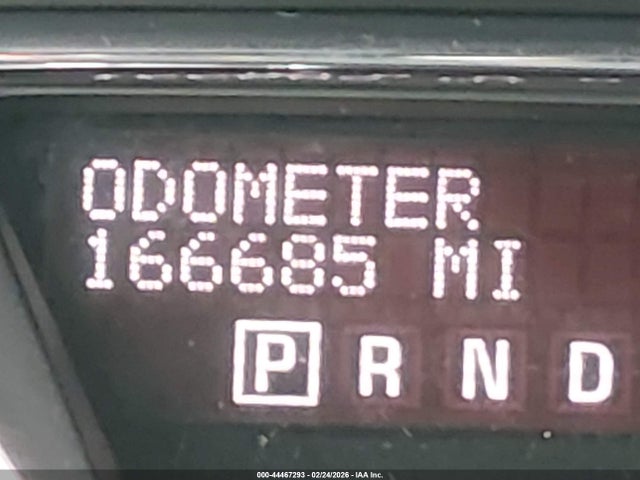 ODOMETER
166685 MI
P R N D
000-44467293 - 02/24/2026 - IAA Inc.